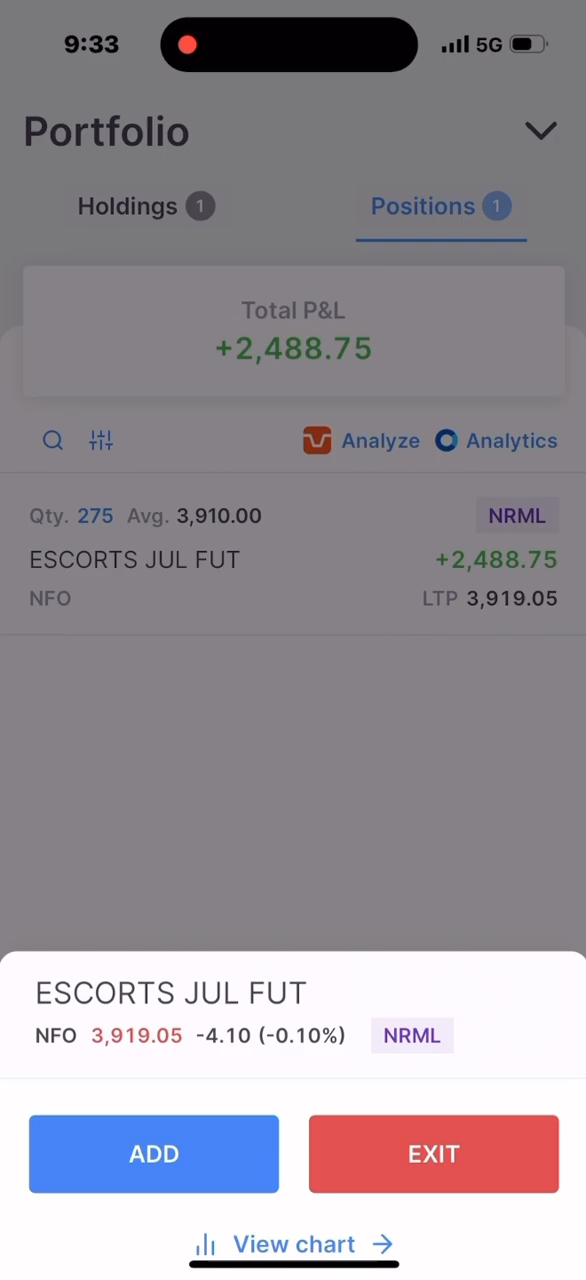 9:33 5G
Portfolio
Holdings 1 Positions 1
Total P&L
+2,488.75
Analyze Analytics
Qty. 275 Avg. 3,910.00 NRML
ESCORTS JUL FUT +2,488.75
NFO LTP 3,919.05
ESCORTS JUL FUT
NFO 3,919.05 -4.10 (-0.10%) NRML
ADD EXIT
View chart